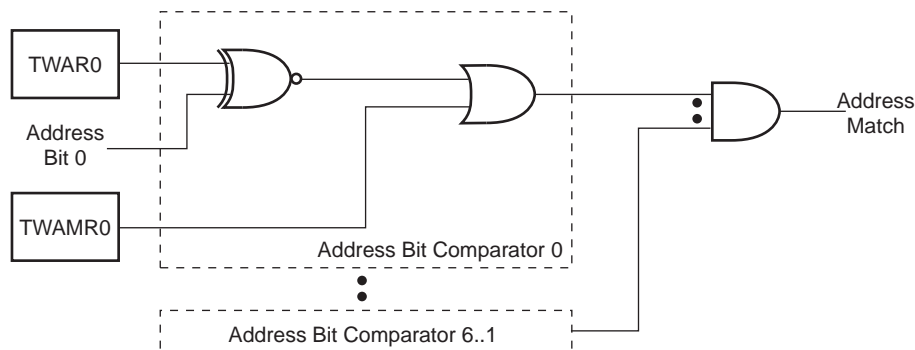 TWAR0
Address
Bit 0
TWAMR0
Address Bit Comparator 0
Address
Match
Address Bit Comparator 6..1